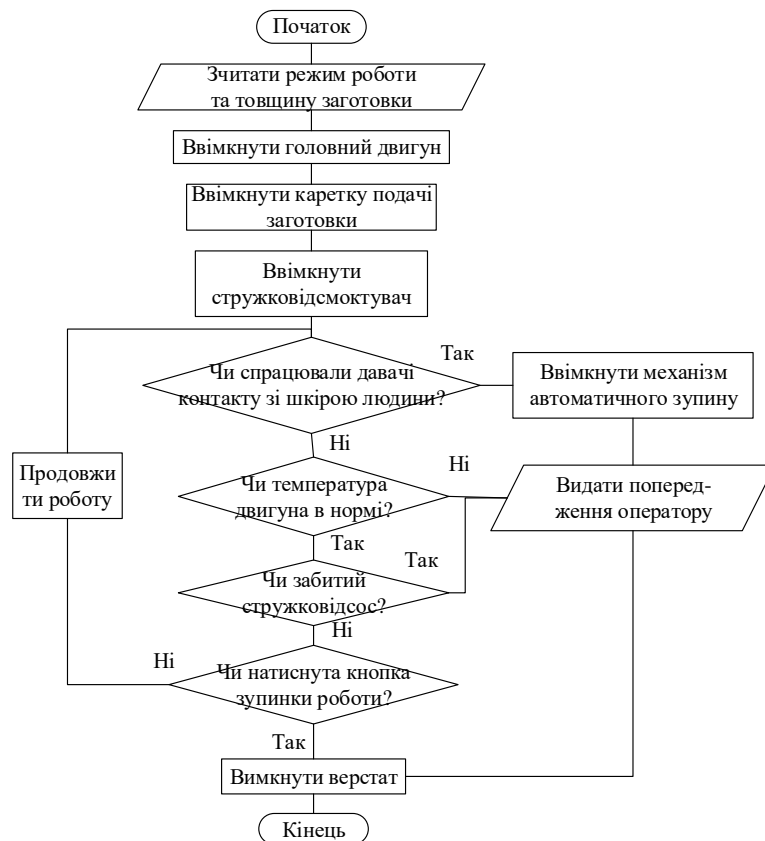 Початок
Зчитати режим роботи
та товщину заготовки
Ввімкнути головний двигун
Ввімкнути каретку подачі
заготовки
Ввімкнути
стружковідсмоктувач
Чи спрацювали давачі
контакту зі шкірою людини?
Так
Ввімкнути механізм
автоматичного зупину
Ні
Продовжи
ти роботу
Чи температура
двигуна в нормі?
Ні
Видати поперед-
ження оператору
Так
Чи забитий
стружковідсос?
Так
Ні
Чи натиснута кнопка
зупинки роботи?
Ні
Так
Вимкнути верстат
Кінець